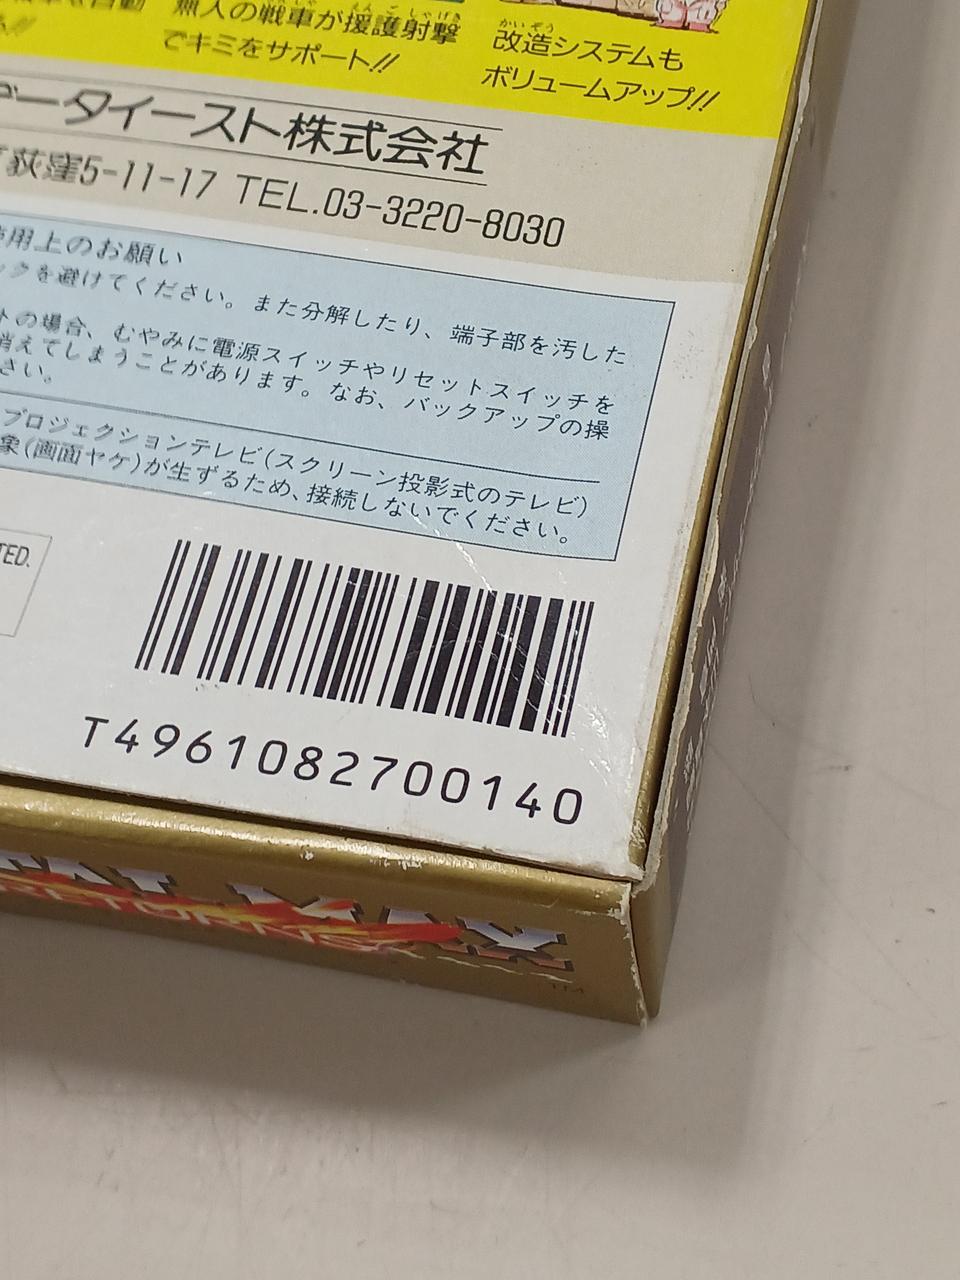 無人の戦車が援護射撃
でキミをサポート!!
改造システムも
ボリュームアップ!!
データイースト株式会社
荻窪5-11-17 TEL.03-3220-8030
使用上のお願い
ックを避けてください。また分解したり、端子部を汚した
トの場合、むやみに電源スイッチやリセットスイッチを
消えてしまうことがあります。なお、バックアップの操
さい。
プロジェクションテレビ(スクリーン投影式のテレビ)
象(画面ヤケ)が生ずるため、接続しないでください。
TED.
T4961082700140
RETURNS
TM